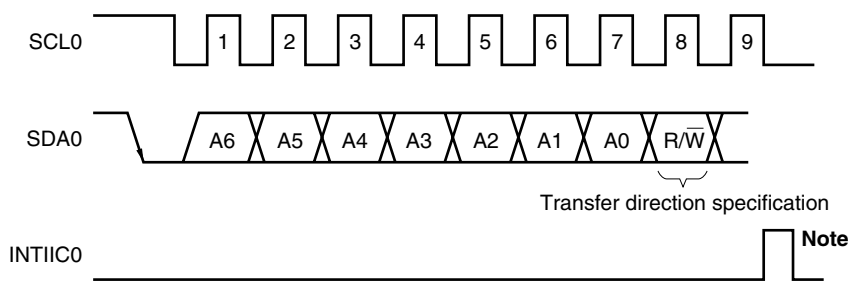 SCL0 1 2 3 4 5 6 7 8 9
SDA0 A6 A5 A4 A3 A2 A1 A0 R/W̅
Transfer direction specification
INTIIC0 Note